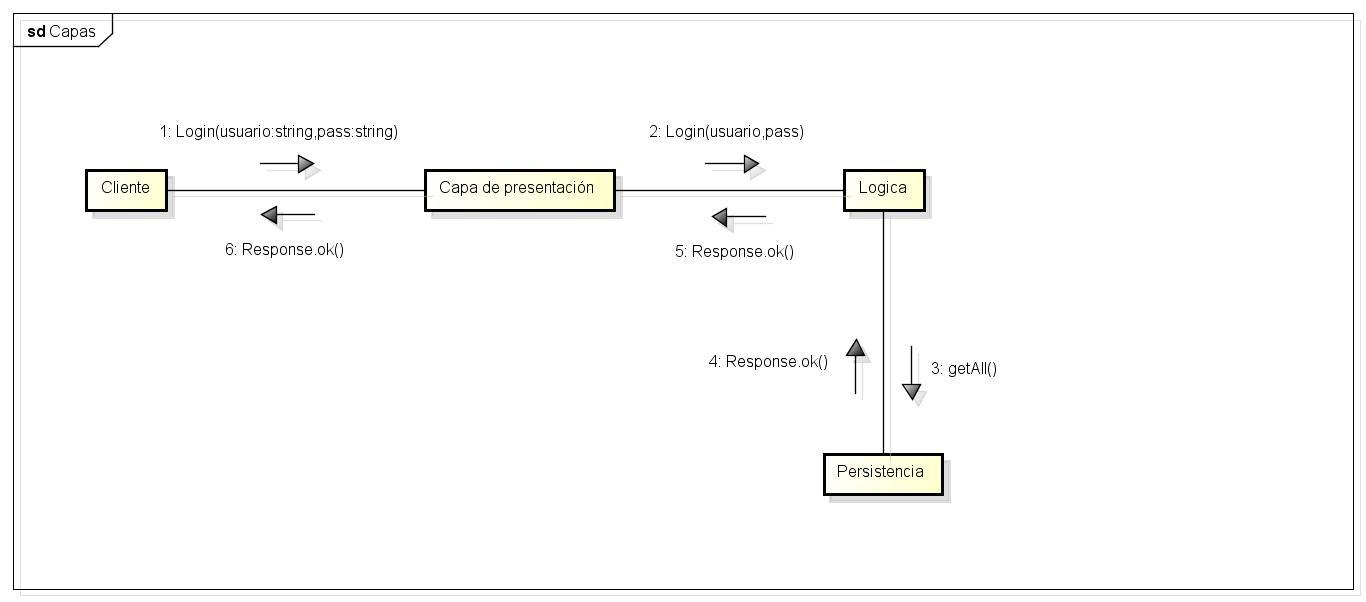 sd Capas
1: Login(usuario:string,pass:string)
2: Login(usuario,pass)
Cliente
Capa de presentación
Logica
6: Response.ok()
5: Response.ok()
4: Response.ok()
3: getAll()
Persistencia